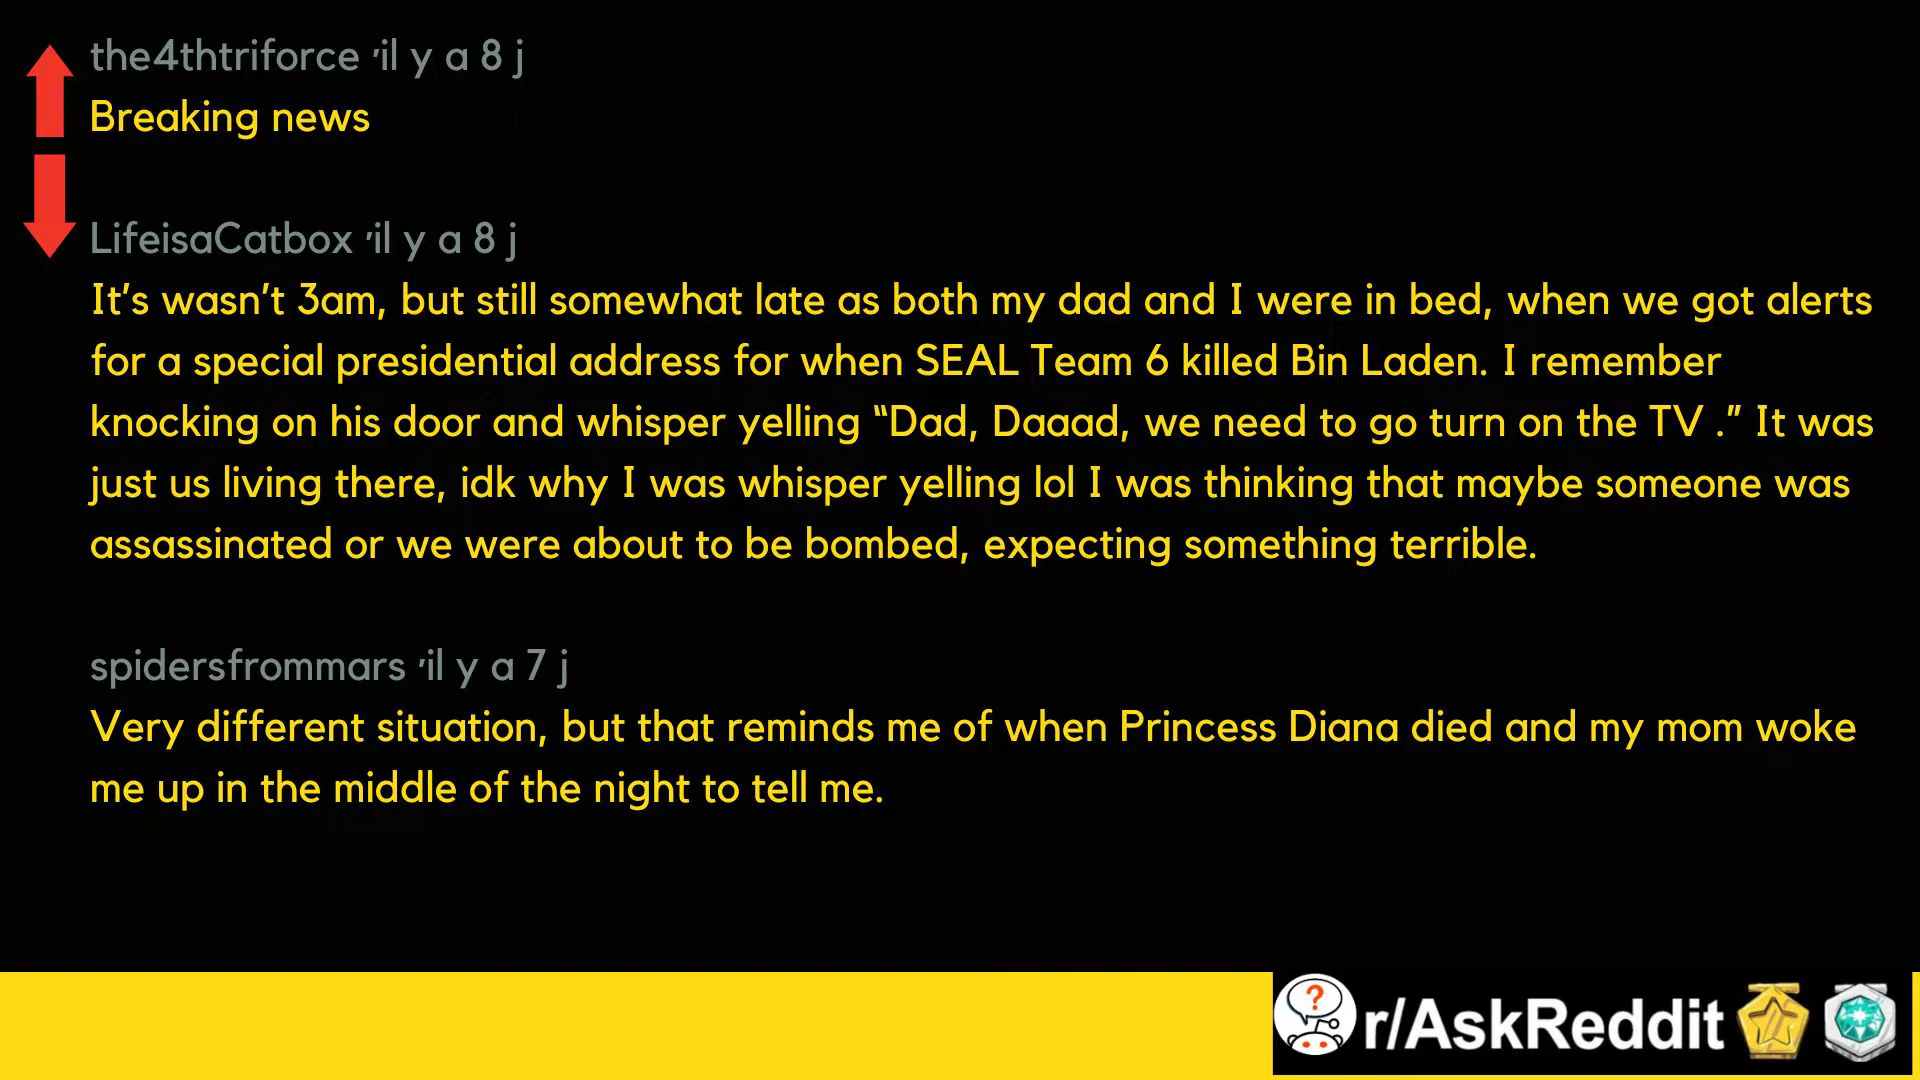 the4thtriforce ·il y a 8 j
Breaking news
LifeisaCatbox ·il y a 8 j
It’s wasn’t 3am, but still somewhat late as both my dad and I were in bed, when we got alerts
for a special presidential address for when SEAL Team 6 killed Bin Laden. I remember
knocking on his door and whisper yelling “Dad, Daaad, we need to go turn on the TV .” It was
just us living there, idk why I was whisper yelling lol I was thinking that maybe someone was
assassinated or we were about to be bombed, expecting something terrible.
spidersfrommars ·il y a 7 j
Very different situation, but that reminds me of when Princess Diana died and my mom woke
me up in the middle of the night to tell me.
?
r/AskReddit